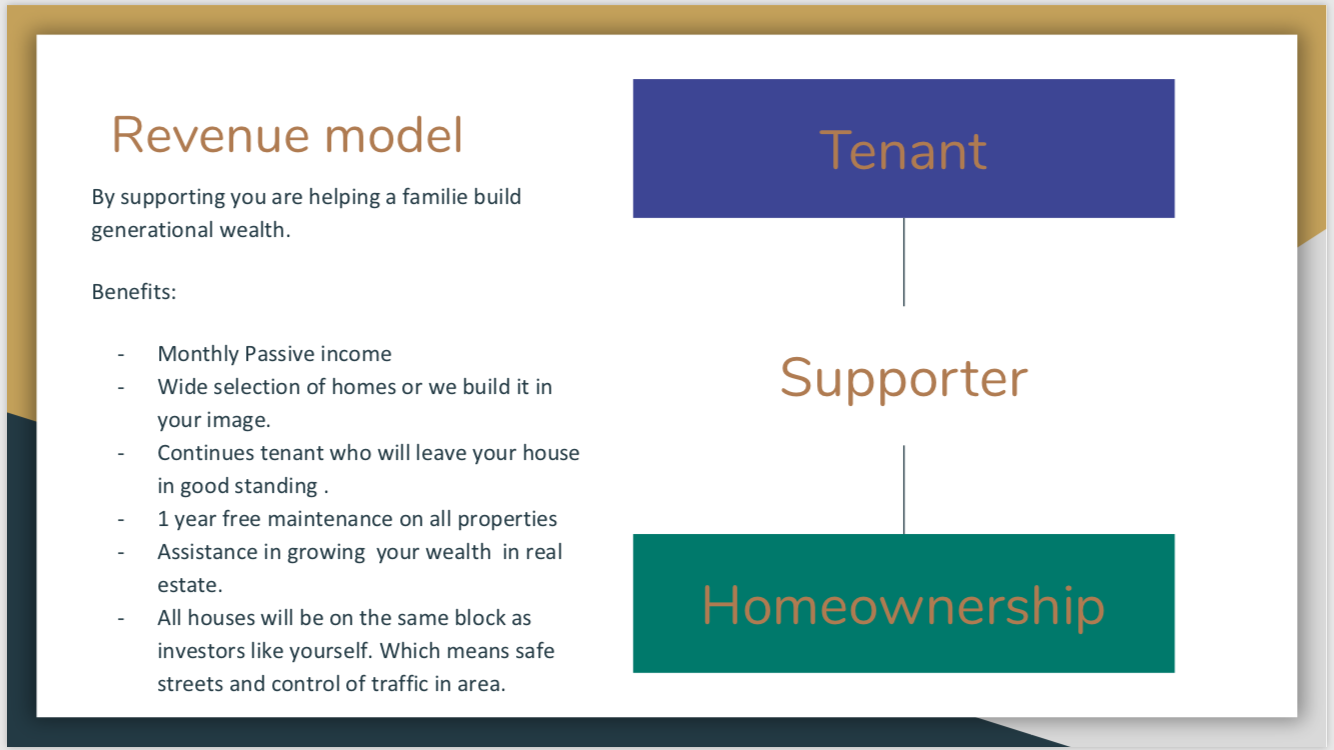 Revenue model
By supporting you are helping a familie build
generational wealth.
Benefits:
- Monthly Passive income
- Wide selection of homes or we build it in
your image.
- Continues tenant who will leave your house
in good standing .
- 1 year free maintenance on all properties
- Assistance in growing  your wealth  in real
estate.
- All houses will be on the same block as
investors like yourself. Which means safe
streets and control of traffic in area.
Tenant
Supporter
Homeownership